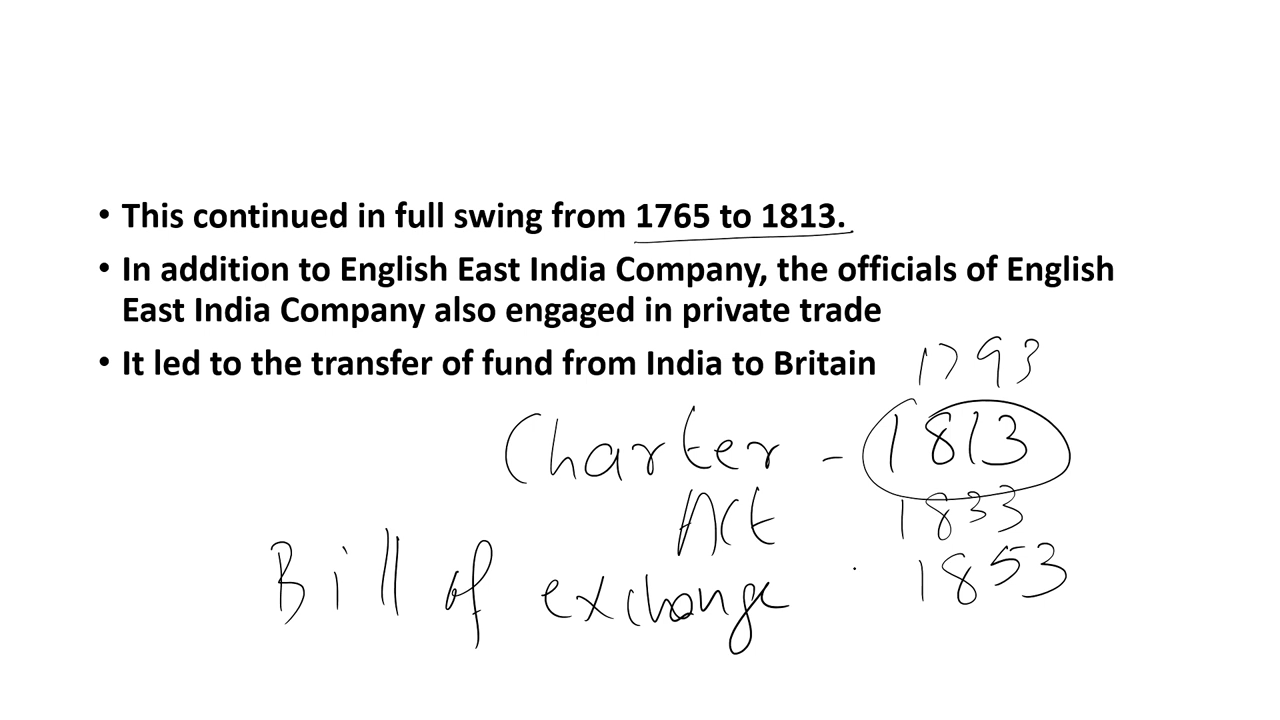 • This continued in full swing from 1765 to 1813.
• In addition to English East India Company, the officials of English
East India Company also engaged in private trade
• It led to the transfer of fund from India to Britain
1793
Charter - 1813
Act 1833
Bill of exchange 1853